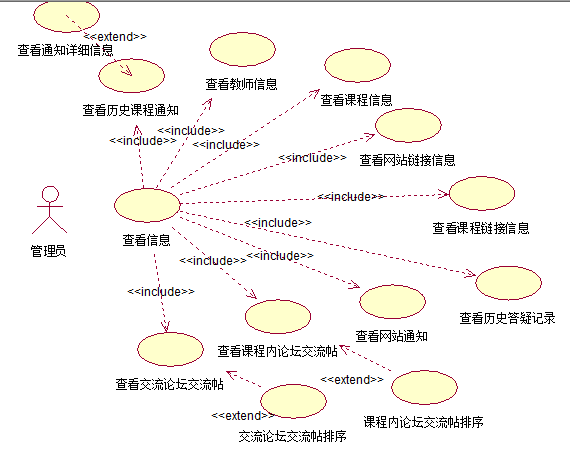 <<extend>>
查看通知详细信息
查看教师信息
查看历史课程通知
查看课程信息
<<include>>
<<include>>
<<include>>
<<include>>
查看网站链接信息
<<include>>
查看课程链接信息
管理员
查看信息
<<include>>
<<include>>
<<include>>
<<include>>
查看历史答疑记录
查看网站通知
查看课程内论坛交流帖
查看交流论坛交流帖
<<extend>>
<<extend>>
课程内论坛交流帖排序
交流论坛交流帖排序